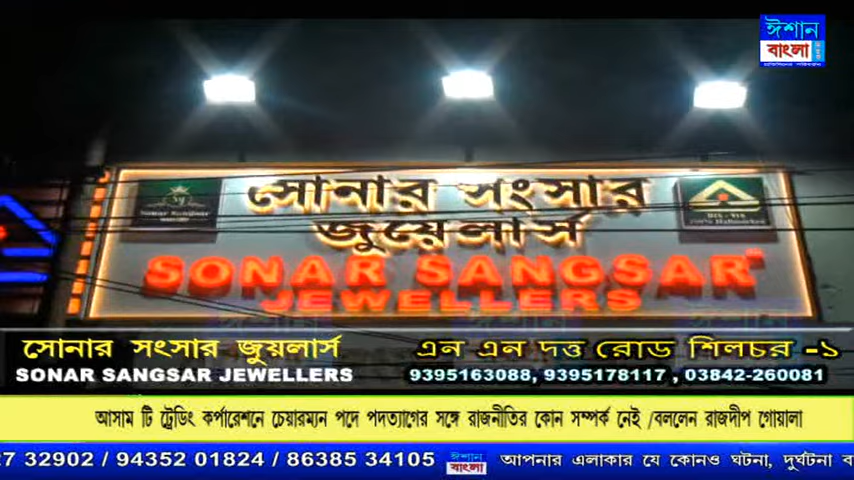 ঈশান
বাংলা
সোনার সংসার
জুয়েলার্স
SONAR SANGSAR
JEWELLERS
সোনার সংসার জুয়লার্স
SONAR SANGSAR JEWELLERS
এন এন দত্ত রোড শিলচর -১
9395163088, 9395178117 , 03842-260081
আসাম টি ট্রেডিং কর্পারেশনে চেয়ারম্যন পদে পদত্যাগের সঙ্গে রাজনীতির কোন সম্পর্ক নেই /বললেন রাজদীপ গোয়ালা
27 32902 / 94352 01824 / 86385 34105 ঈশান বাংলা আপনার এলাকার যে কোনও ঘটনা, দুর্ঘটনা ব